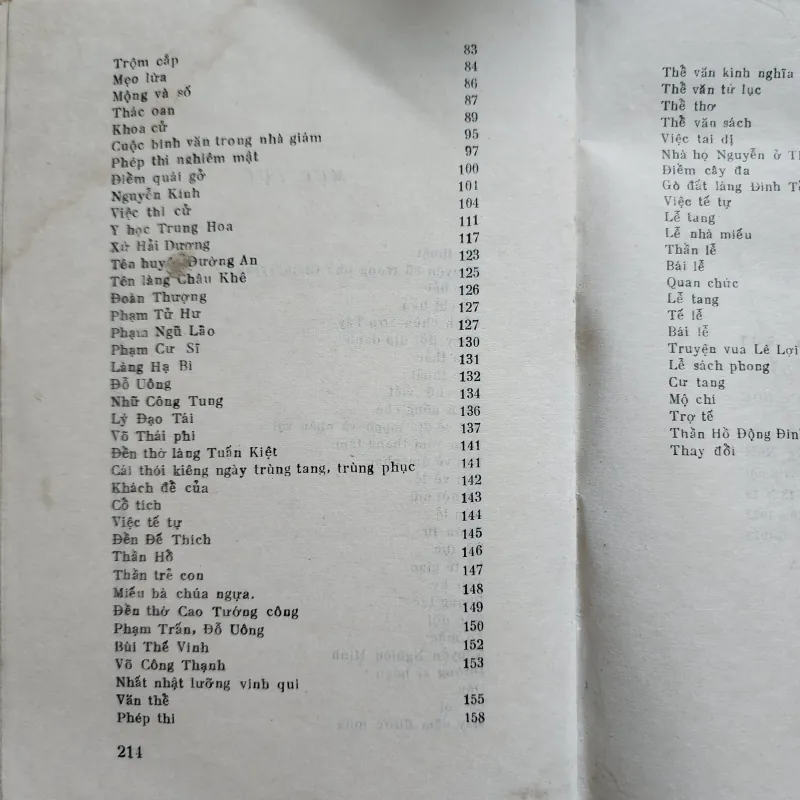 Trộm cắp 83
Mẹo lừa 84
Mộng và số 86
Thác oan 87
Khoa cử 89
Cuộc bình văn trong nhà giám 95
Phép thi nghiêm mật 97
Điềm quái gở 100
Nguyễn Kính 101
Việc thi cử 104
Y học Trung Hoa 111
Xứ Hải Dương 117
Tên huyện Đường An 123
Tên làng Châu Khê 125
Đoàn Thượng 126
Phạm Tử Hư 127
Phạm Ngũ Lão 127
Phạm Cư Sĩ 130
Làng Hạ Bì 131
Đỗ Uông 132
Nhữ Công Tung 134
Lý Đạo Tái 136
Võ Thái phi 137
Đền thờ làng Tuấn Kiệt 141
Cái thói kiêng ngày trùng tang, trùng phục 141
Khách để của 142
Cổ tích 143
Việc tế tự 144
Đền Đế Thích 145
Thần Hổ 146
Thần trẻ con 147
Miếu bà chúa ngựa. 148
Đền thờ Cao Tướng công 149
Phạm Trấn, Đỗ Uông 150
Bùi Thế Vinh 152
Võ Công Thạnh 153
Nhất nhật lưỡng vinh qui
Văn thể 155
Phép thi 158
214
Thể văn kinh nghĩa
Thể văn tứ lục
Thể thơ
Thể văn sách
Việc tai dị
Nhà họ Nguyễn ở
Điềm cây đa
Gò đất làng Đình
Việc tế tự
Lễ tang
Lễ nhà miếu
Thần lễ
Bái lễ
Quan chức
Lễ tang
Tế lễ
Bái lễ
Truyện vua Lê Lợi
Lễ sách phong
Cư tang
Mộ chí
Trợ tế
Thần Hồ Động Đình
Thay đổi